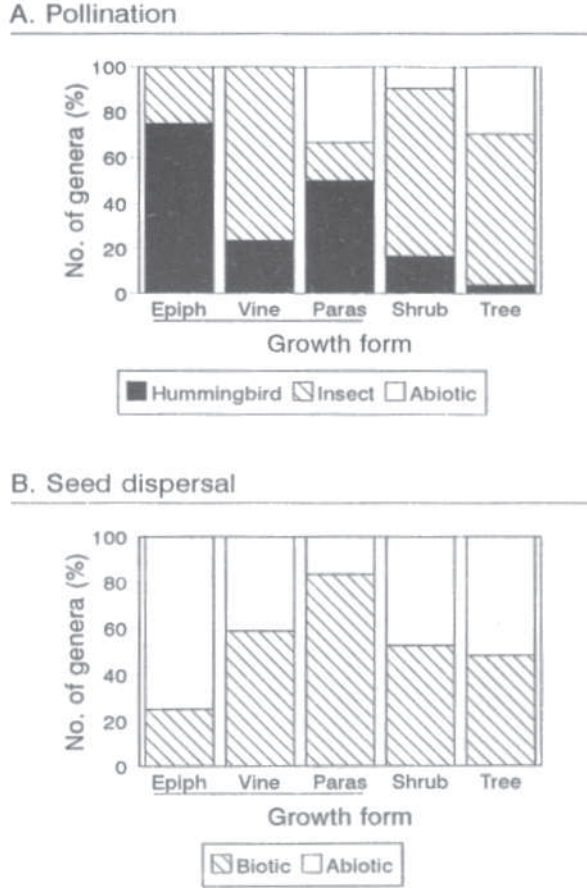 A. Pollination
100
80
60
40
20
0
No. of genera (%)
Epiph Vine Paras Shrub Tree
Growth form
Hummingbird Insect Abiotic
B. Seed dispersal
100
80
60
40
20
0
No. of genera (%)
Epiph Vine Paras Shrub Tree
Growth form
Biotic Abiotic